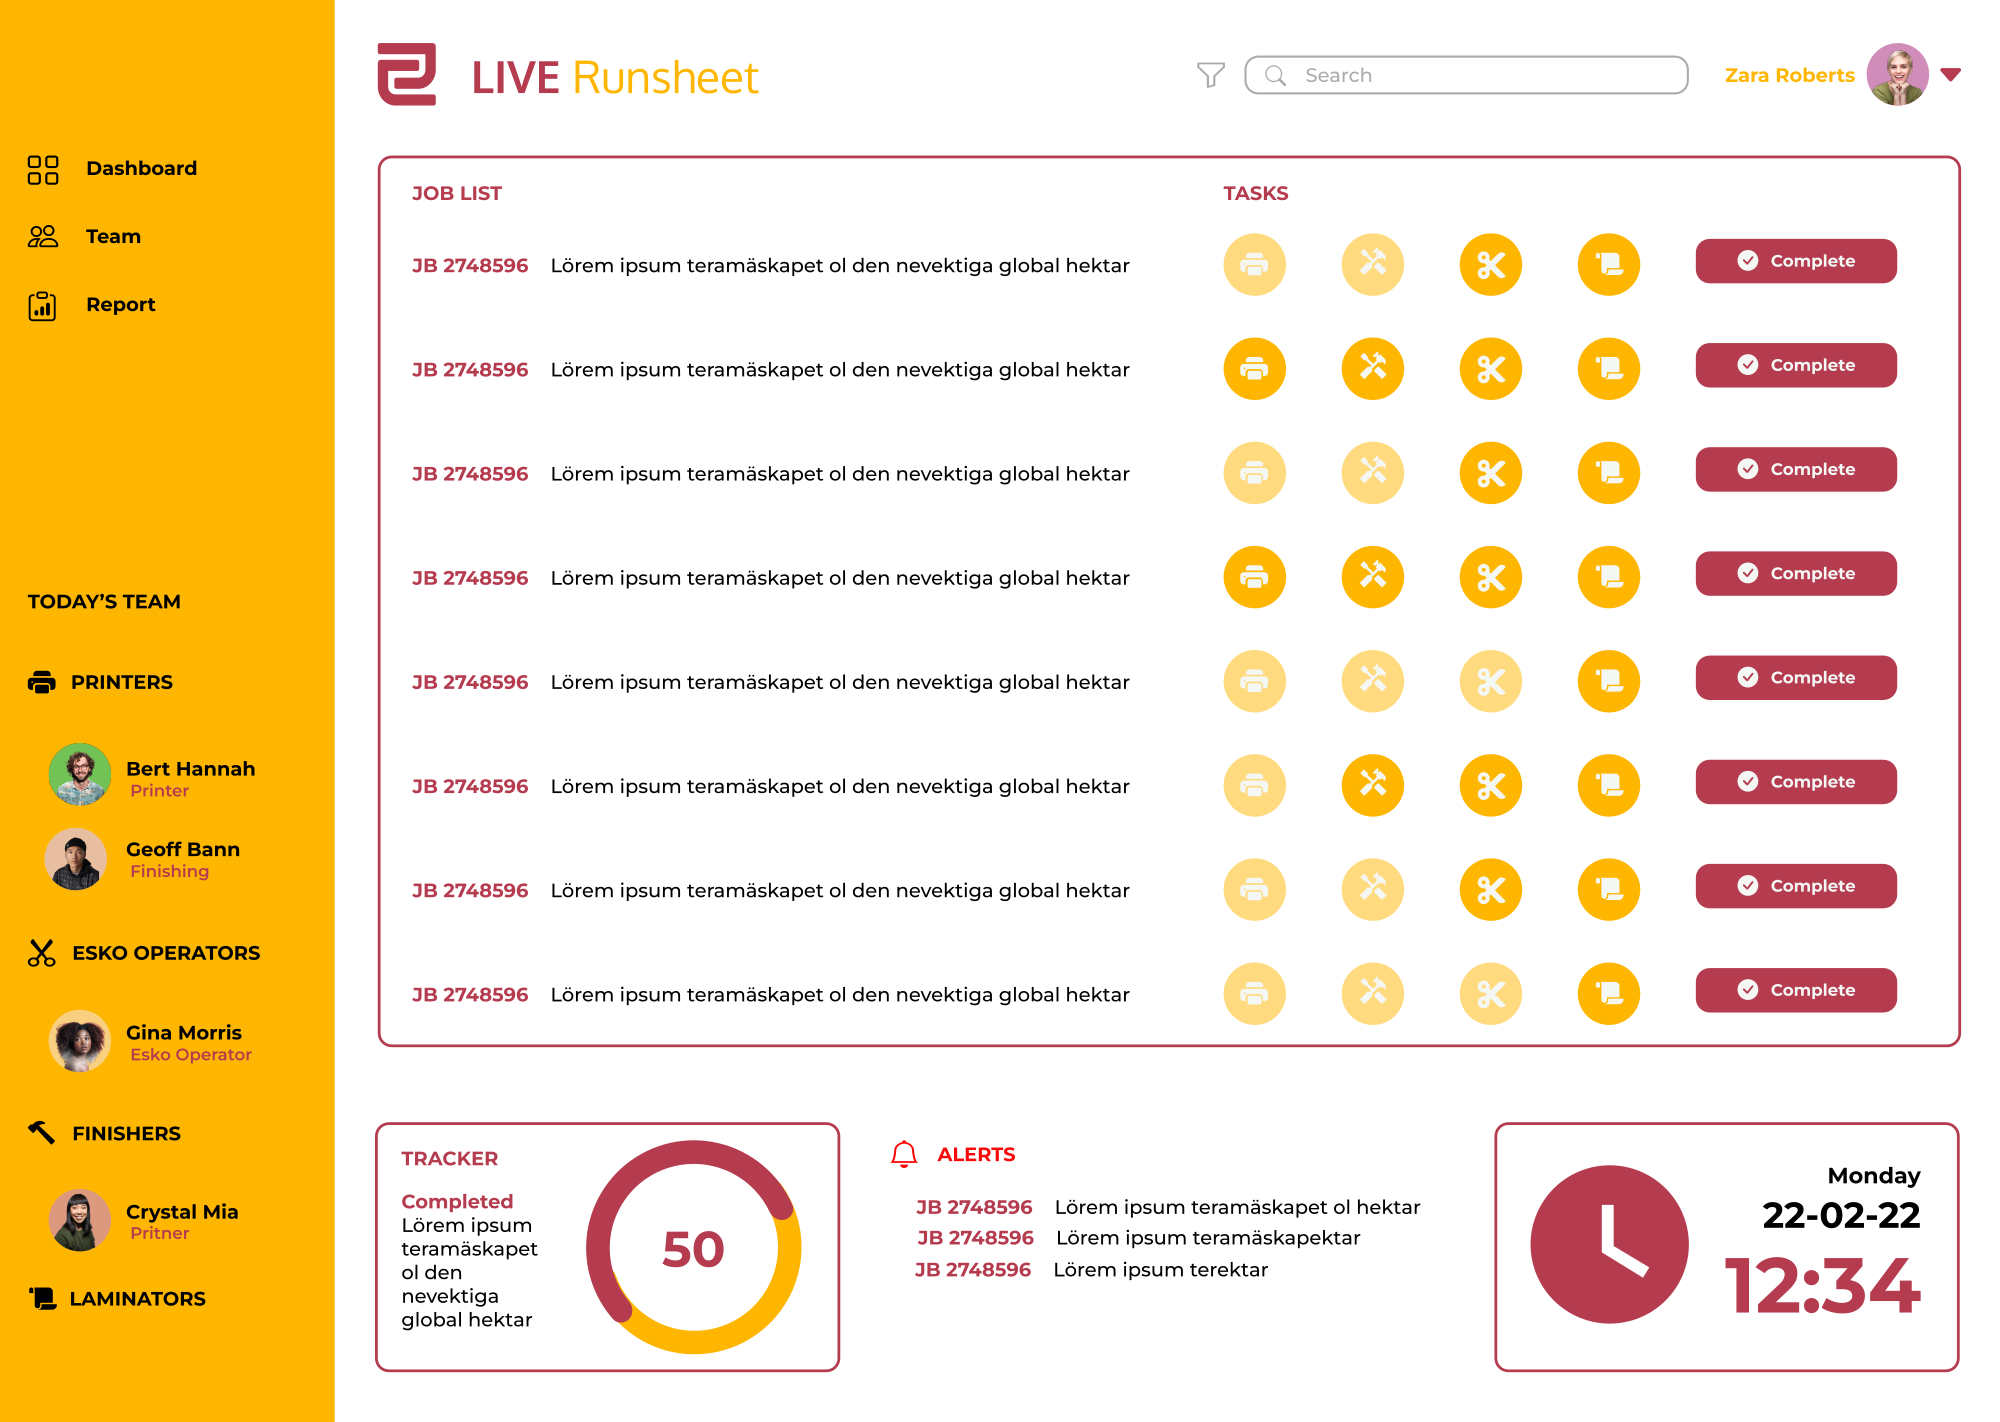 LIVE Runsheet
Search
Zara Roberts
Dashboard
Team
Report
TODAY'S TEAM
PRINTERS
Bert Hannah
Printer
Geoff Bann
Finishing
ESKO OPERATORS
Gina Morris
Esko Operator
FINISHERS
Crystal Mia
Pritner
LAMINATORS
JOB LIST TASKS
JB 2748596 Lörem ipsum teramäskapet ol den nevektiga global hektar Complete
JB 2748596 Lörem ipsum teramäskapet ol den nevektiga global hektar Complete
JB 2748596 Lörem ipsum teramäskapet ol den nevektiga global hektar Complete
JB 2748596 Lörem ipsum teramäskapet ol den nevektiga global hektar Complete
JB 2748596 Lörem ipsum teramäskapet ol den nevektiga global hektar Complete
JB 2748596 Lörem ipsum teramäskapet ol den nevektiga global hektar Complete
JB 2748596 Lörem ipsum teramäskapet ol den nevektiga global hektar Complete
JB 2748596 Lörem ipsum teramäskapet ol den nevektiga global hektar Complete
TRACKER
Completed
Lörem ipsum
teramäskapet
ol den
nevektiga
global hektar
50
ALERTS
JB 2748596 Lörem ipsum teramäskapet ol hektar
JB 2748596 Lörem ipsum teramäskapektar
JB 2748596 Lörem ipsum terektar
Monday
22-02-22
12:34